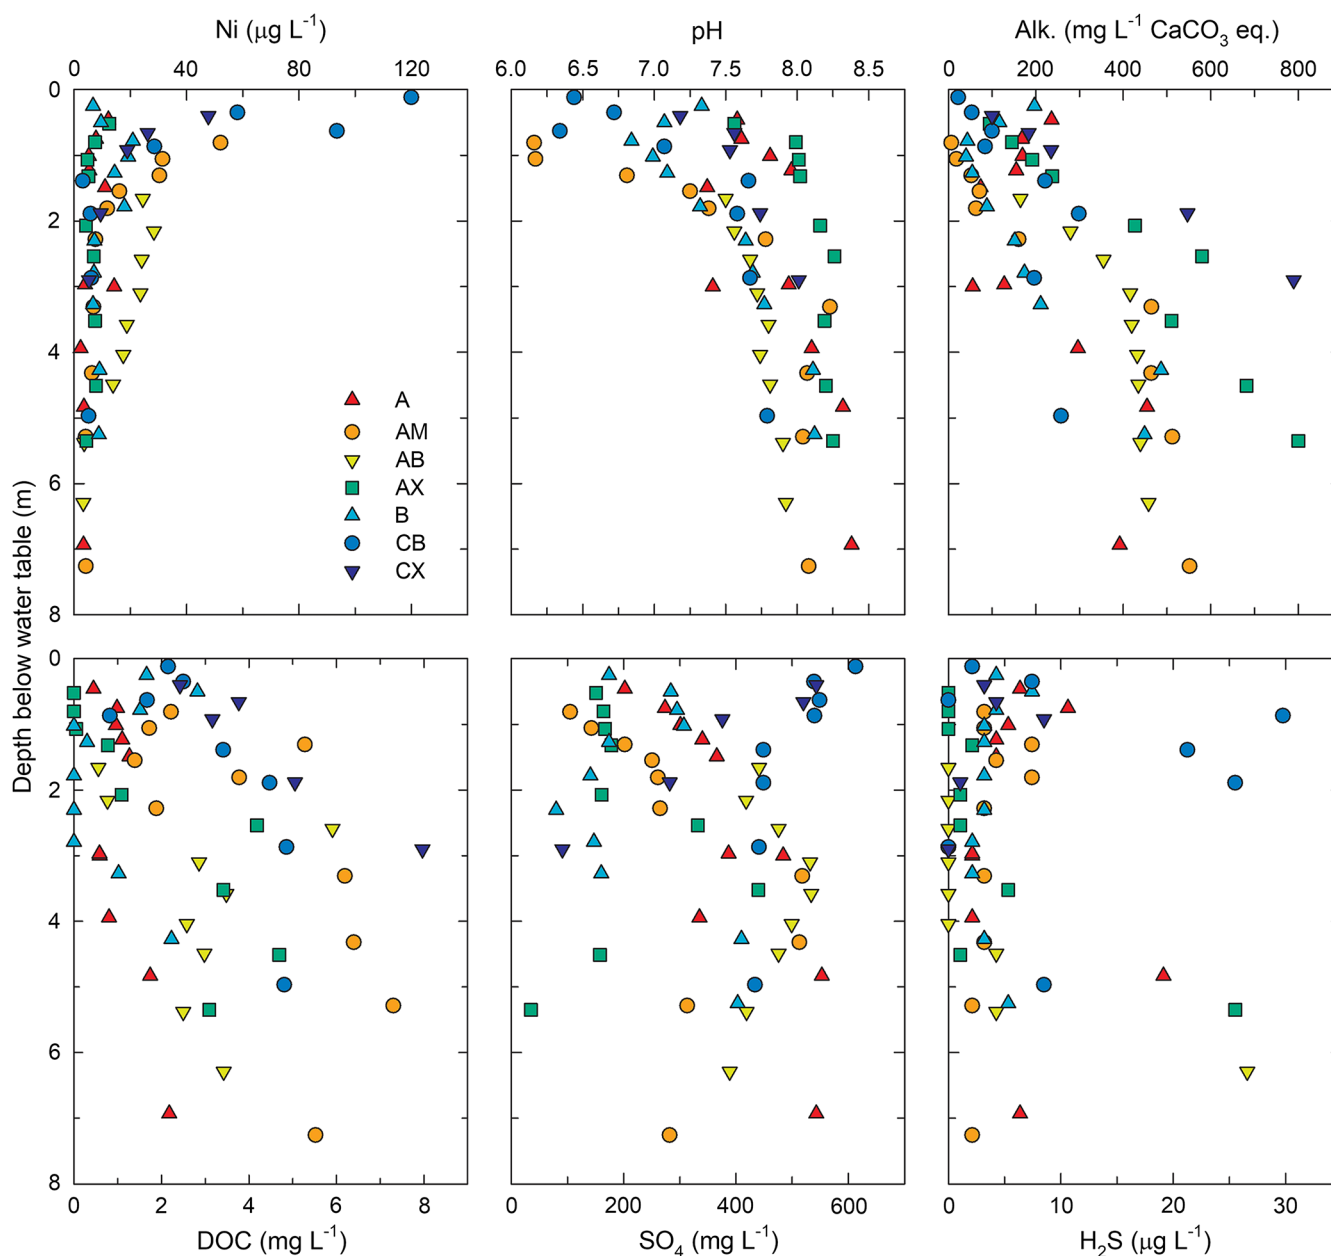 Ni (μg L⁻¹)
pH
Alk. (mg L⁻¹ CaCO₃ eq.)
0 40 80 120
6.0 6.5 7.0 7.5 8.0 8.5
0 200 400 600 800
0
2
4
6
8
A
AM
AB
AX
B
CB
CX
Depth below water table (m)
0
2
4
6
8
0 2 4 6 8
0 200 400 600
0 10 20 30
DOC (mg L⁻¹)
SO₄ (mg L⁻¹)
H₂S (μg L⁻¹)